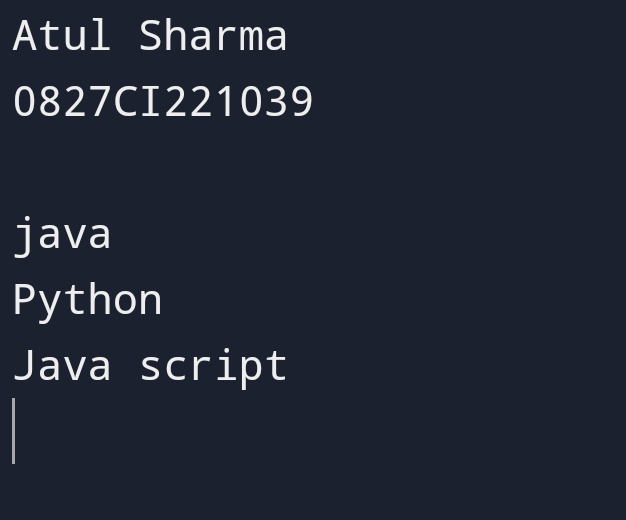 Atul Sharma
0827CI221039
java
Python
Java script